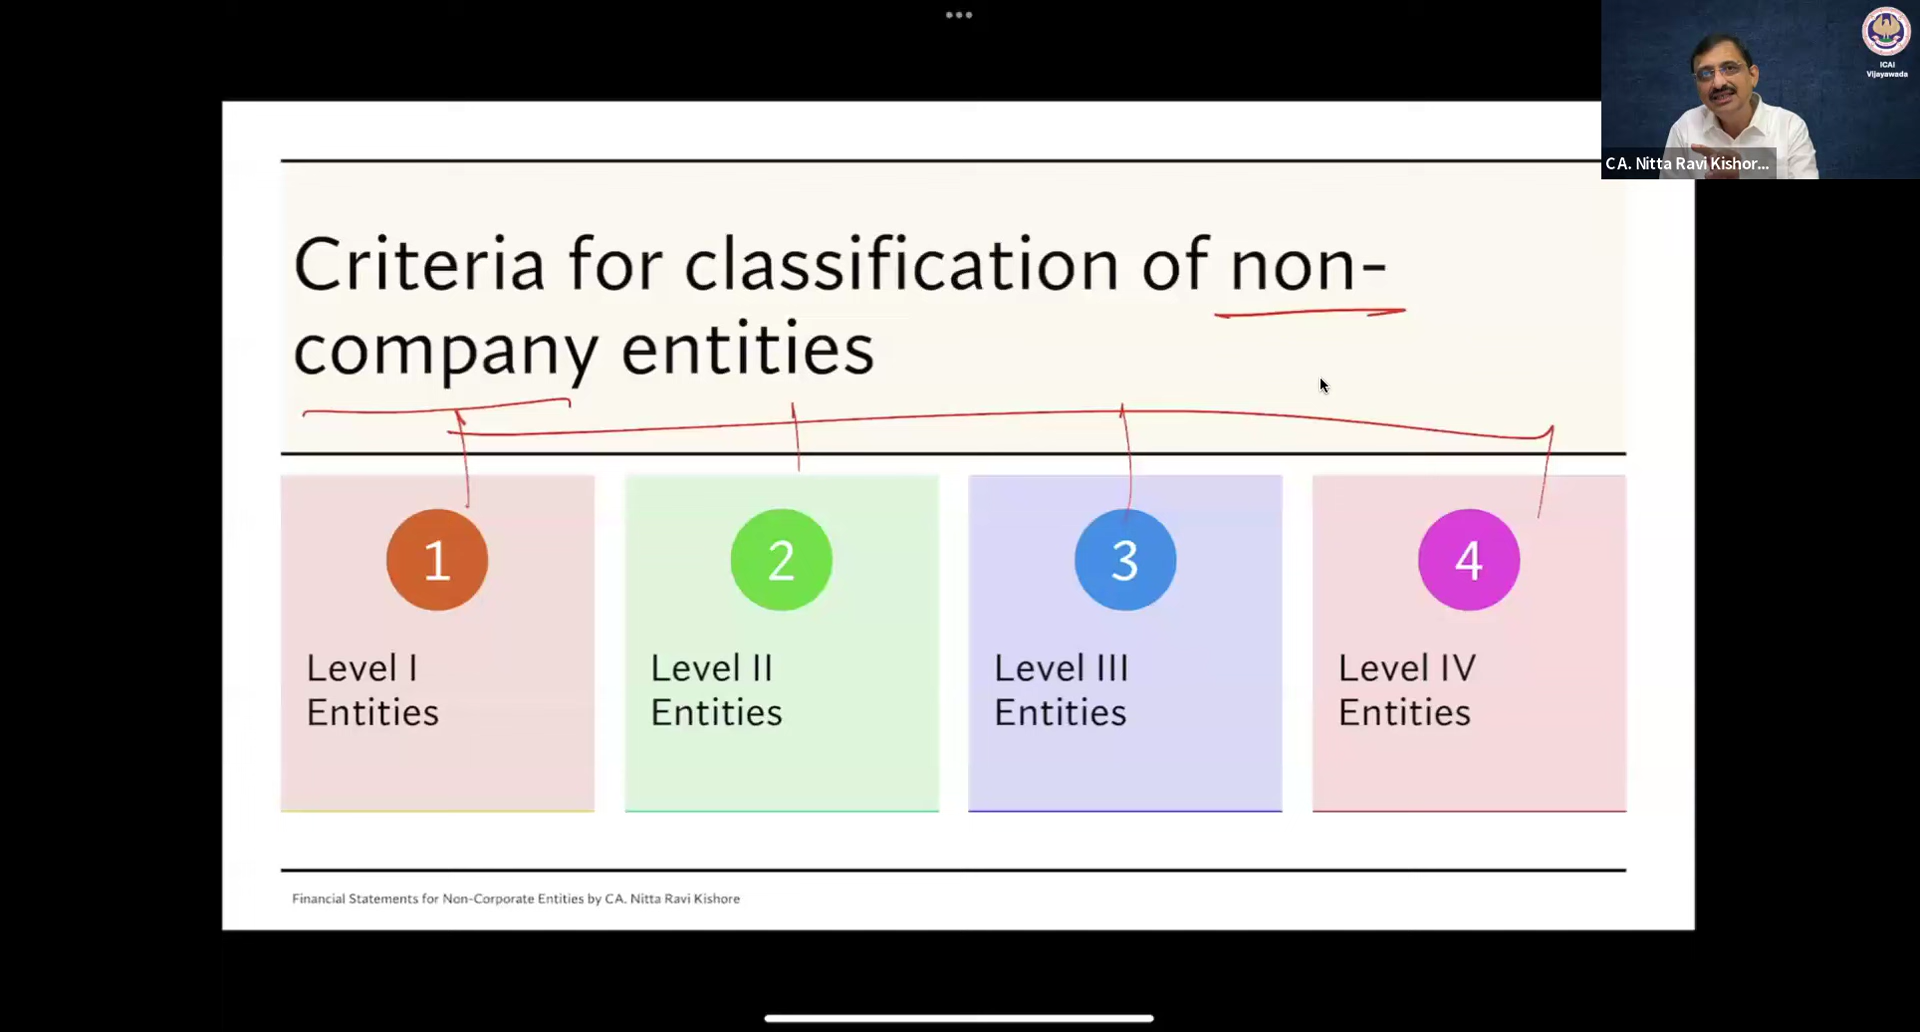 ICAI
Vijayawada
CA. Nitta Ravi Kishor...
Criteria for classification of non-
company entities
1
2
3
4
Level I
Entities
Level II
Entities
Level III
Entities
Level IV
Entities
Financial Statements for Non-Corporate Entities by CA. Nitta Ravi Kishore